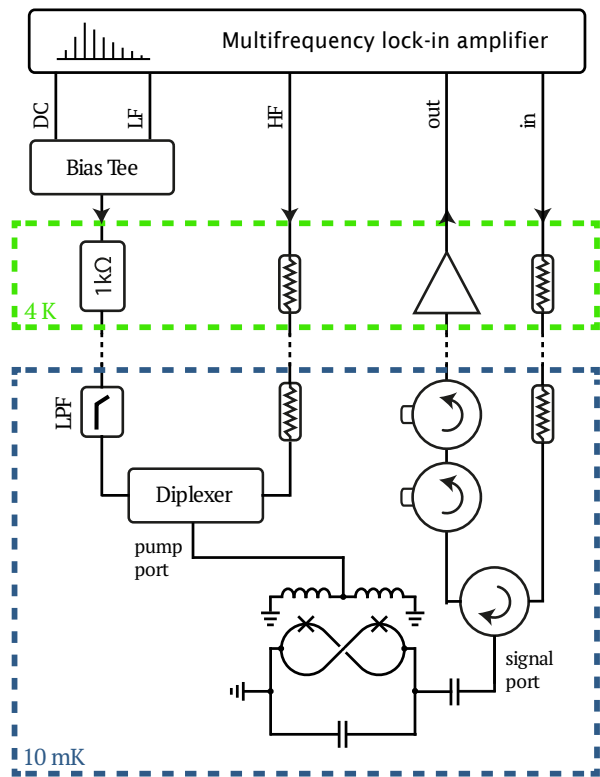 Multifrequency lock-in amplifier
DC
LF
HF
out
in
Bias Tee
1kΩ
4 K
LPF
Diplexer
pump
port
signal
port
10 mK